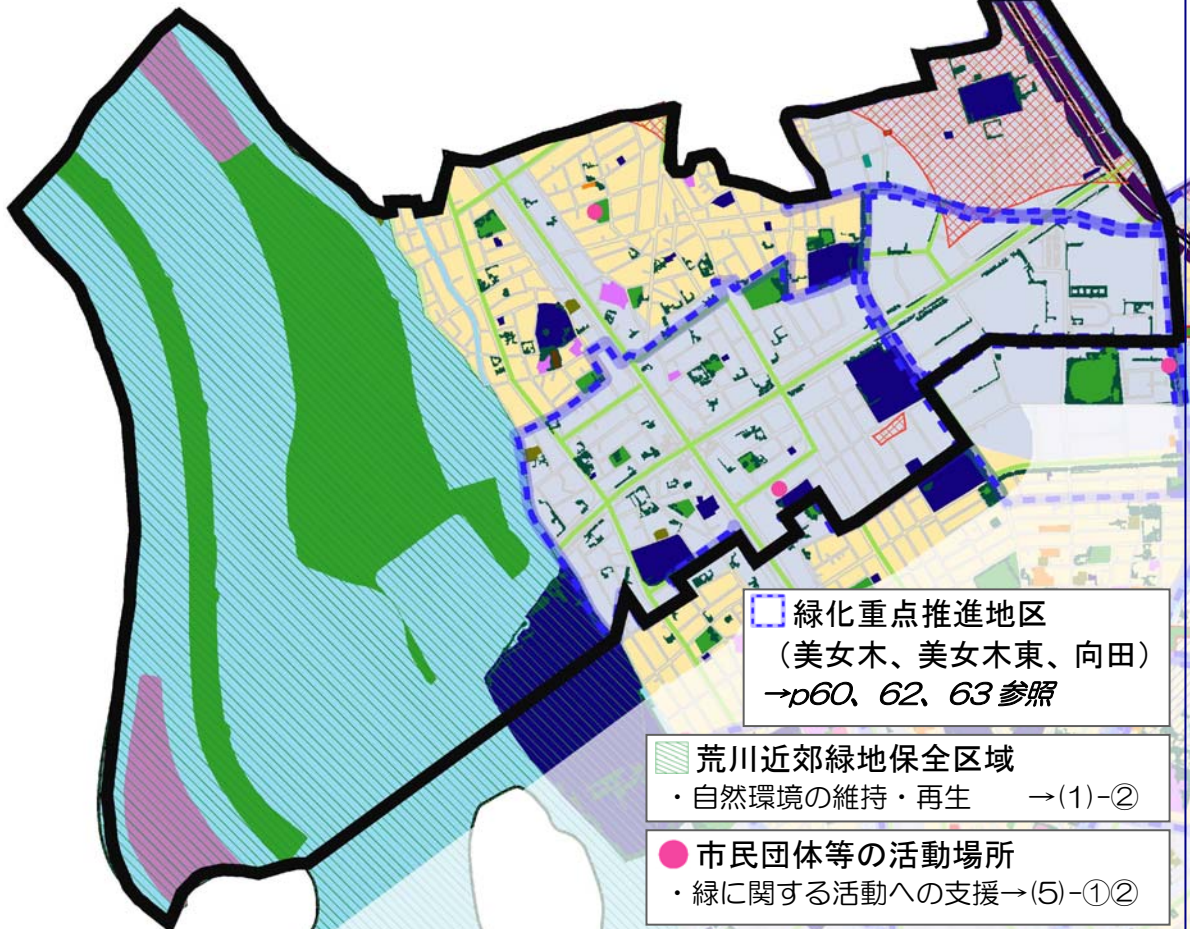 緑化重点推進地区
（美女木、美女木東、向田）
→p60、62、63 参照
荒川近郊緑地保全区域
・自然環境の維持・再生 →(1)-②
市民団体等の活動場所
・緑に関する活動への支援→(5)-①②